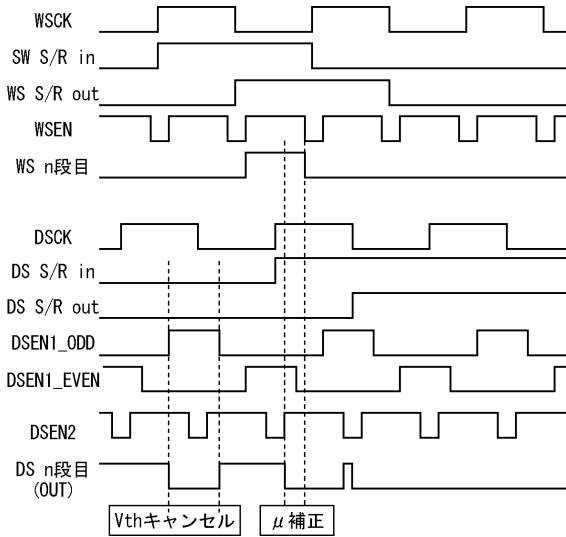 WSCK
SW S/R in
WS S/R out
WSEN
WS n段目
DSCK
DS S/R in
DS S/R out
DSEN1_ODD
DSEN1_EVEN
DSEN2
DS n段目
(OUT)
Vthキャンセル
μ補正